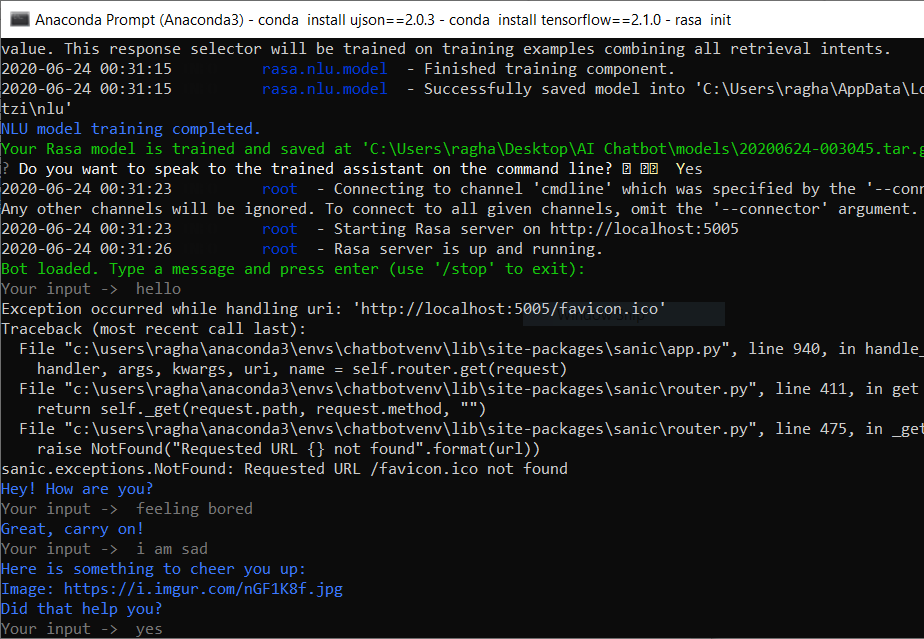 Anaconda Prompt (Anaconda3) - conda  install ujson==2.0.3 - conda  install tensorflow==2.1.0 - rasa  init
value. This response selector will be trained on training examples combining all retrieval intents.
2020-06-24 00:31:15          rasa.nlu.model  - Finished training component.
2020-06-24 00:31:15          rasa.nlu.model  - Successfully saved model into 'C:\Users\ragha\AppData\Lo
tzi\nlu'
NLU model training completed.
Your Rasa model is trained and saved at 'C:\Users\ragha\Desktop\AI Chatbot\models\20200624-003045.tar.g
? Do you want to speak to the trained assistant on the command line?  Yes
2020-06-24 00:31:23          root  - Connecting to channel 'cmdline' which was specified by the '--conn
Any other channels will be ignored. To connect to all given channels, omit the '--connector' argument.
2020-06-24 00:31:23          root  - Starting Rasa server on http://localhost:5005
2020-06-24 00:31:26          root  - Rasa server is up and running.
Bot loaded. Type a message and press enter (use '/stop' to exit):
Your input ->  hello
Exception occurred while handling uri: 'http://localhost:5005/favicon.ico'
Traceback (most recent call last):
  File "c:\users\ragha\anaconda3\envs\chatbotvenv\lib\site-packages\sanic\app.py", line 940, in handle_
    handler, args, kwargs, uri, name = self.router.get(request)
  File "c:\users\ragha\anaconda3\envs\chatbotvenv\lib\site-packages\sanic\router.py", line 411, in get
    return self._get(request.path, request.method, "")
  File "c:\users\ragha\anaconda3\envs\chatbotvenv\lib\site-packages\sanic\router.py", line 475, in _get
    raise NotFound("Requested URL {} not found".format(url))
sanic.exceptions.NotFound: Requested URL /favicon.ico not found
Hey! How are you?
Your input ->  feeling bored
Great, carry on!
Your input ->  i am sad
Here is something to cheer you up:
Image: https://i.imgur.com/nGF1K8f.jpg
Did that help you?
Your input ->  yes